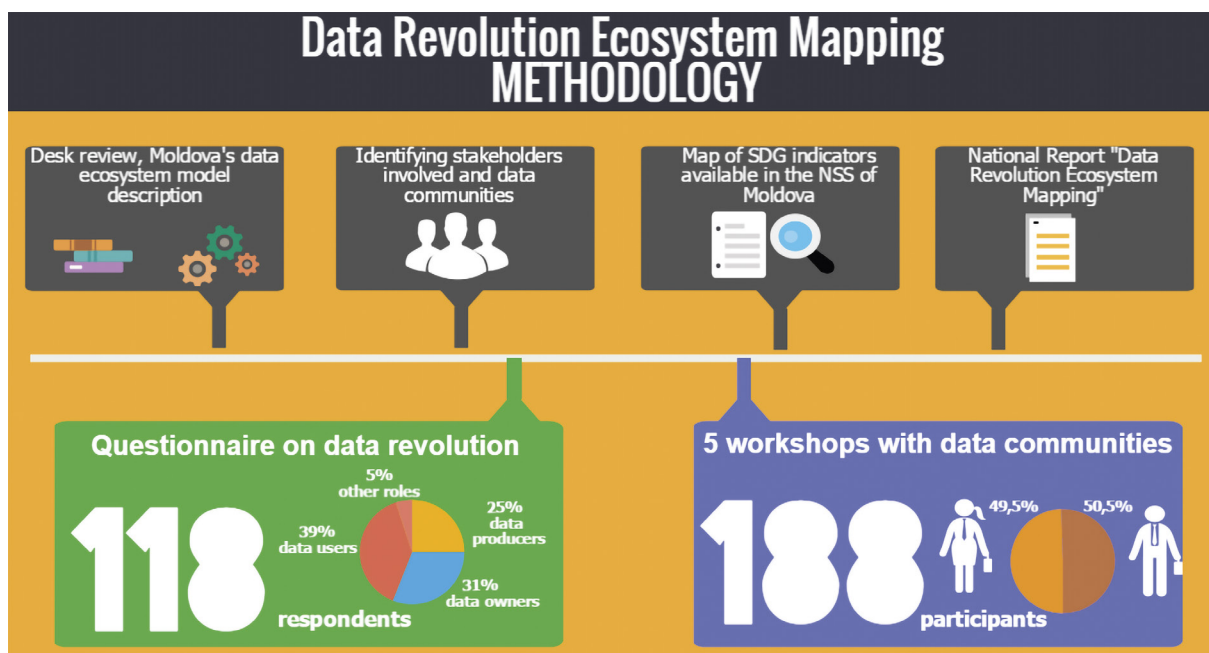 Data Revolution Ecosystem Mapping
METHODOLOGY
Desk review, Moldova's data
ecosystem model
description
Identifying stakeholders
involved and data
communities
Map of SDG indicators
available in the NSS of
Moldova
National Report "Data
Revolution Ecosystem
Mapping"
Questionnaire on data revolution
118
respondents
5%
other roles
25%
data
producers
39%
data users
31%
data owners
5 workshops with data communities
188
participants
49,5%
50,5%